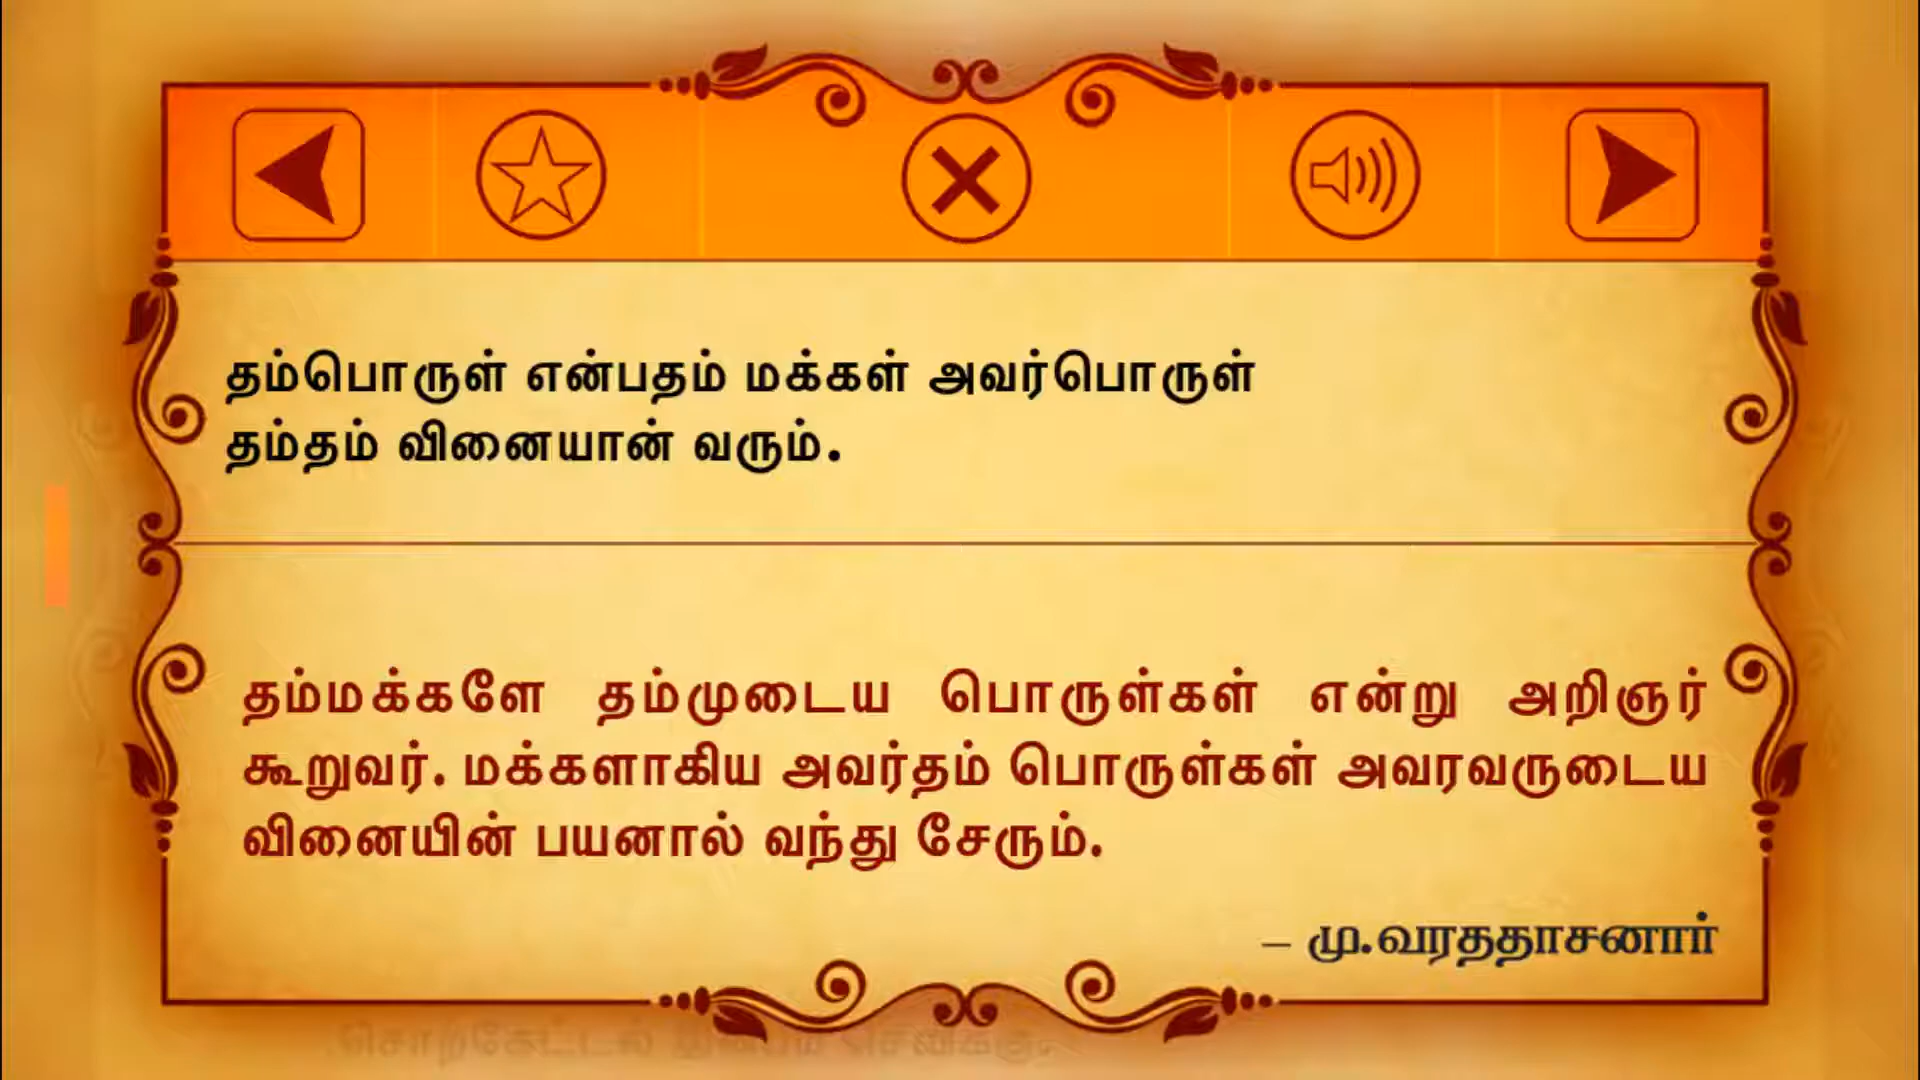 தம்பொருள் என்பதம் மக்கள் அவர்பொருள்
தம்தம் வினையான் வரும்.
தம்மக்களே தம்முடைய பொருள்கள் என்று அறிஞர்
கூறுவர். மக்களாகிய அவர்தம் பொருள்கள் அவரவருடைய
வினையின் பயனால் வந்து சேரும்.
– மு.வரததாசனார்